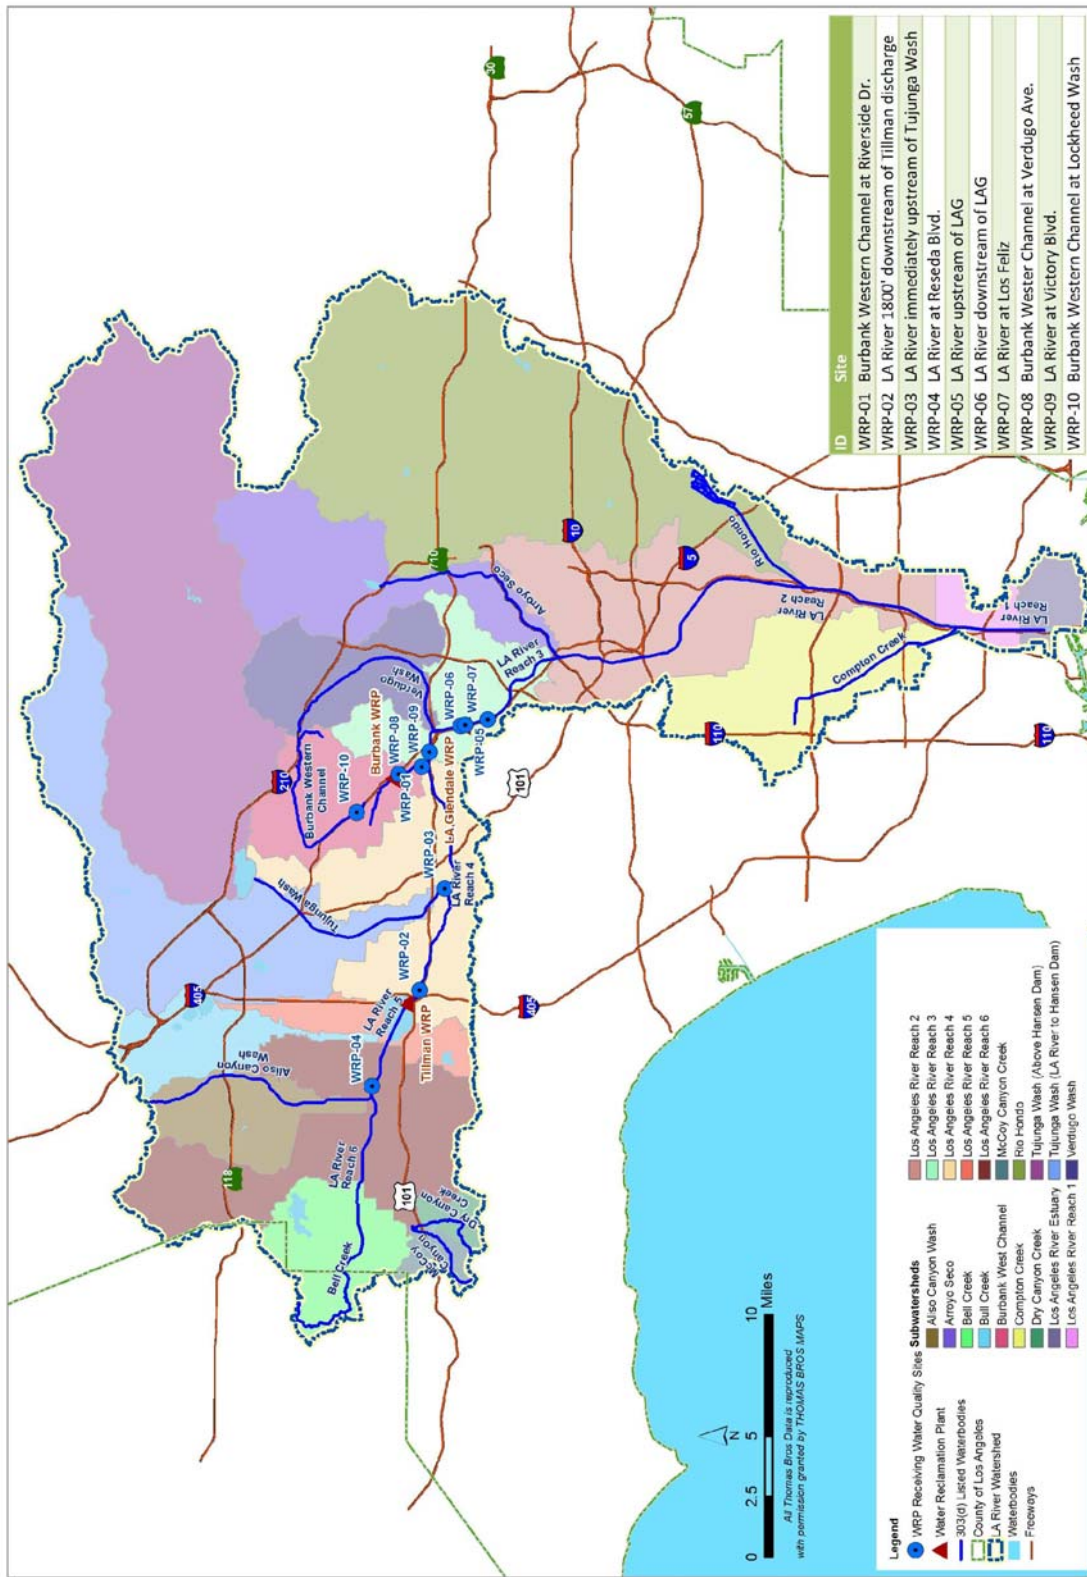 118
405
210
101
710
30
57
10
5
110
110
405
101
Aliso Canyon
Wash
Bell Creek
LA River
Reach 6
McCoy
Canyon
Dry Canyon
Creek
WRP-04
LA River
Reach 5
Tillman WRP
WRP-02
Tujunga Wash
LA River
Reach 4
WRP-03
Burbank Western
Channel
WRP-10
Burbank WRP
WRP-08
WRP-01
WRP-09
LA Glendale WRP
Verdugo
Wash
WRP-06
WRP-07
WRP-05
LA River
Reach 3
Arroyo Seco
Rio Hondo
LA River
Reach 2
Compton Creek
LA River
Reach 1
N
0 2.5 5 10
Miles
All Thomas Bros Data is reproduced
with permission granted by THOMAS BROS MAPS
Legend
WRP Receiving Water Quality Sites
Water Reclamation Plant
303(d) Listed Waterbodies
County of Los Angeles
LA River Watershed
Waterbodies
Freeways
Subwatersheds
Aliso Canyon Wash
Arroyo Seco
Bell Creek
Bull Creek
Burbank West Channel
Compton Creek
Dry Canyon Creek
Los Angeles River Estuary
Los Angeles River Reach 1
Los Angeles River Reach 2
Los Angeles River Reach 3
Los Angeles River Reach 4
Los Angeles River Reach 5
Los Angeles River Reach 6
McCoy Canyon Creek
Rio Hondo
Tujunga Wash (Above Hansen Dam)
Tujunga Wash (LA River to Hansen Dam)
Verdugo Wash
ID Site
WRP-01 Burbank Western Channel at Riverside Dr.
WRP-02 LA River 1800' downstream of Tillman discharge
WRP-03 LA River immediately upstream of Tujunga Wash
WRP-04 LA River at Reseda Blvd.
WRP-05 LA River upstream of LAG
WRP-06 LA River downstream of LAG
WRP-07 LA River at Los Feliz
WRP-08 Burbank Wester Channel at Verdugo Ave.
WRP-09 LA River at Victory Blvd.
WRP-10 Burbank Western Channel at Lockheed Wash